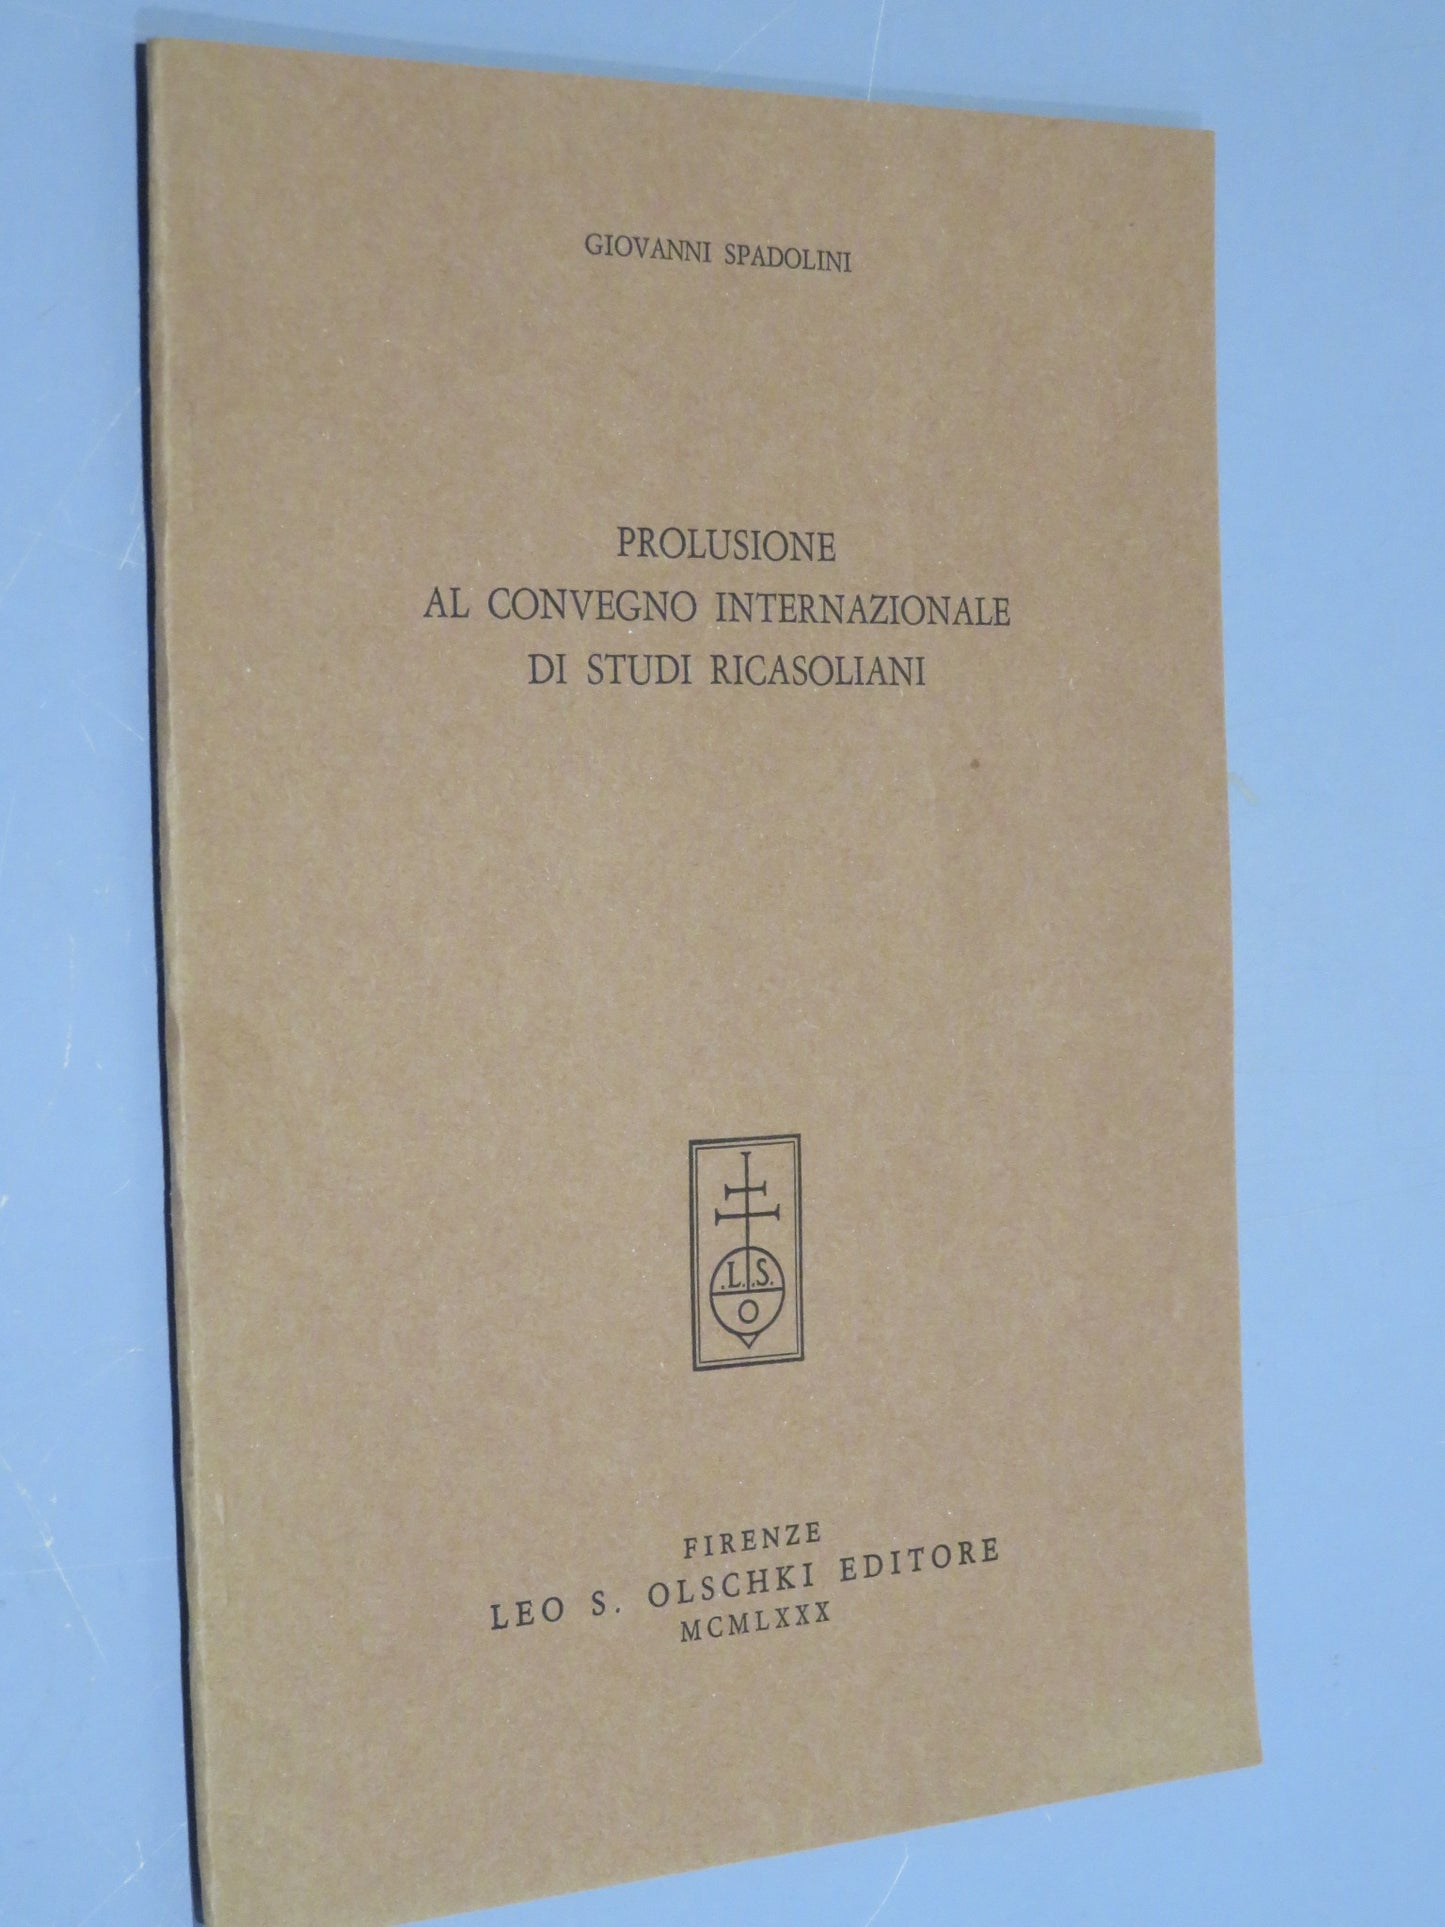 GIOVANNI SPADOLINI
PROLUSIONE
AL CONVEGNO INTERNAZIONALE
DI STUDI RICASOLIANI
.L.S.
O
FIRENZE
LEO S. OLSCHKI EDITORE
MCMLXXX